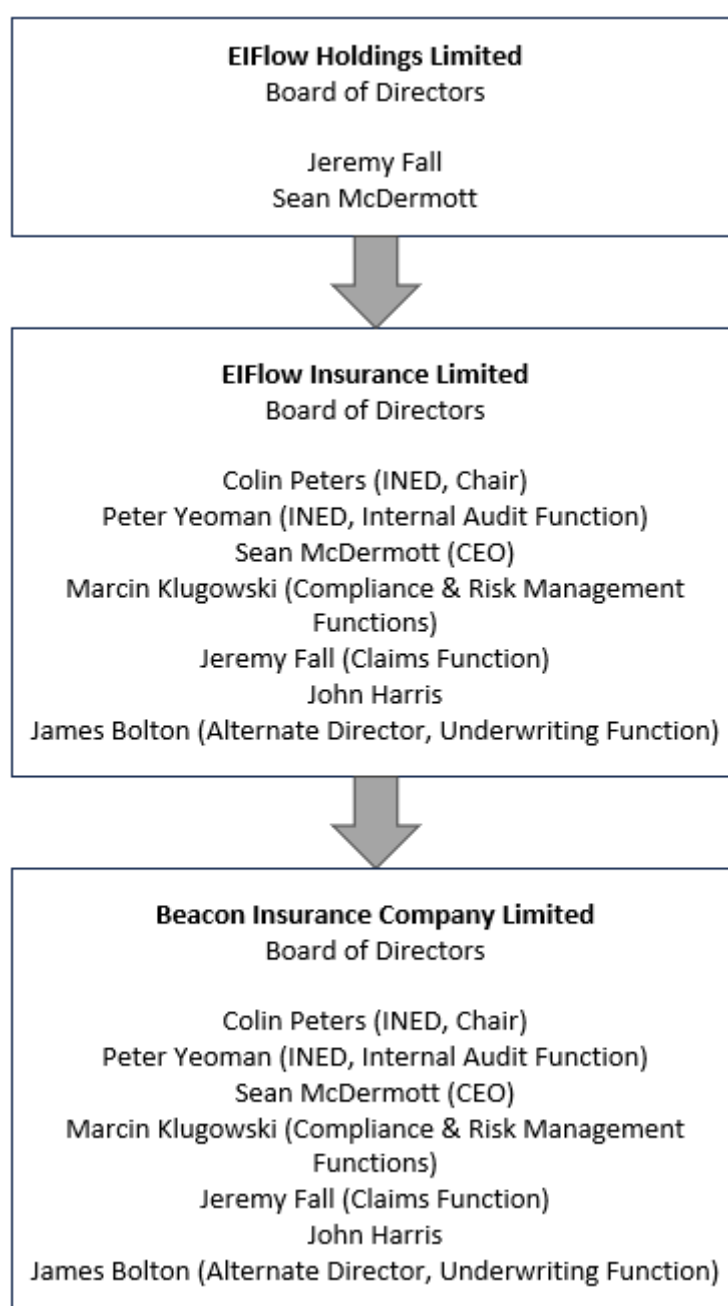 EIFlow Holdings Limited
Board of Directors
Jeremy Fall
Sean McDermott
EIFlow Insurance Limited
Board of Directors
Colin Peters (INED, Chair)
Peter Yeoman (INED, Internal Audit Function)
Sean McDermott (CEO)
Marcin Klugowski (Compliance & Risk Management
Functions)
Jeremy Fall (Claims Function)
John Harris
James Bolton (Alternate Director, Underwriting Function)
Beacon Insurance Company Limited
Board of Directors
Colin Peters (INED, Chair)
Peter Yeoman (INED, Internal Audit Function)
Sean McDermott (CEO)
Marcin Klugowski (Compliance & Risk Management
Functions)
Jeremy Fall (Claims Function)
John Harris
James Bolton (Alternate Director, Underwriting Function)